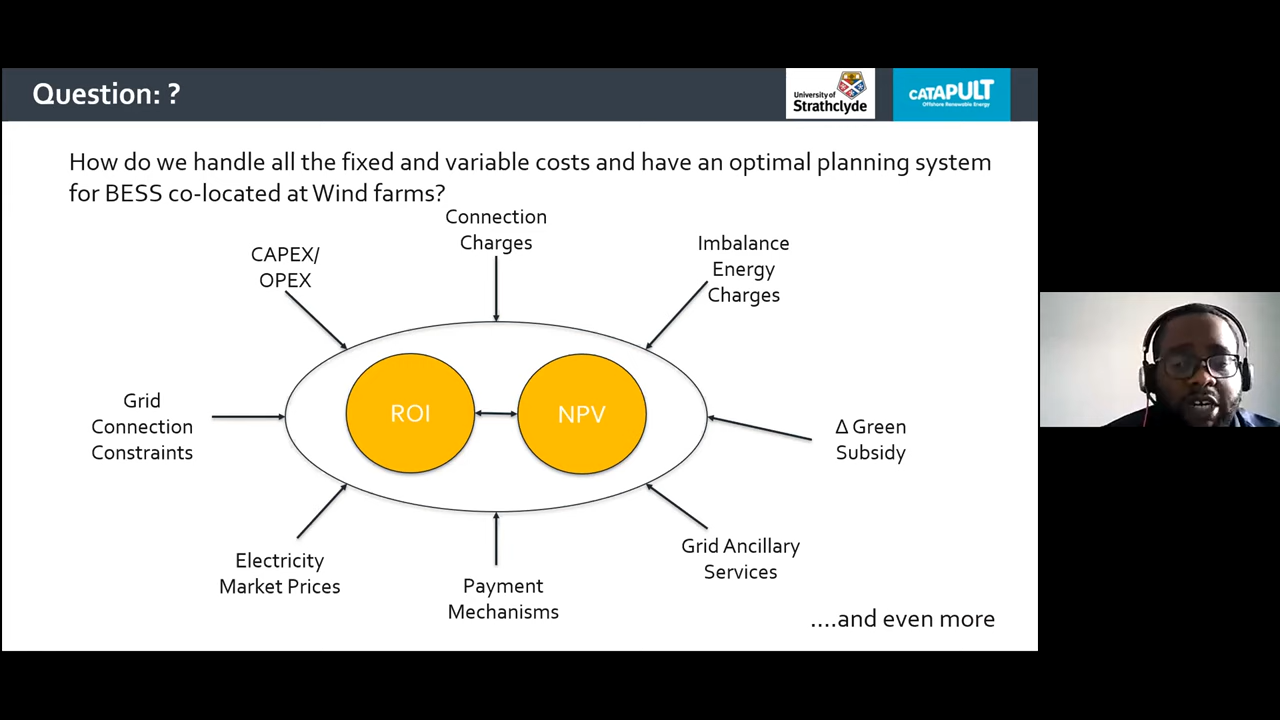 Question: ?
University of
Strathclyde
CATAPULT
Offshore Renewable Energy
How do we handle all the fixed and variable costs and have an optimal planning system
for BESS co-located at Wind farms?
Connection
Charges
CAPEX/
OPEX
Imbalance
Energy
Charges
Grid
Connection
Constraints
ROI
NPV
Δ Green
Subsidy
Electricity
Market Prices
Payment
Mechanisms
Grid Ancillary
Services
....and even more